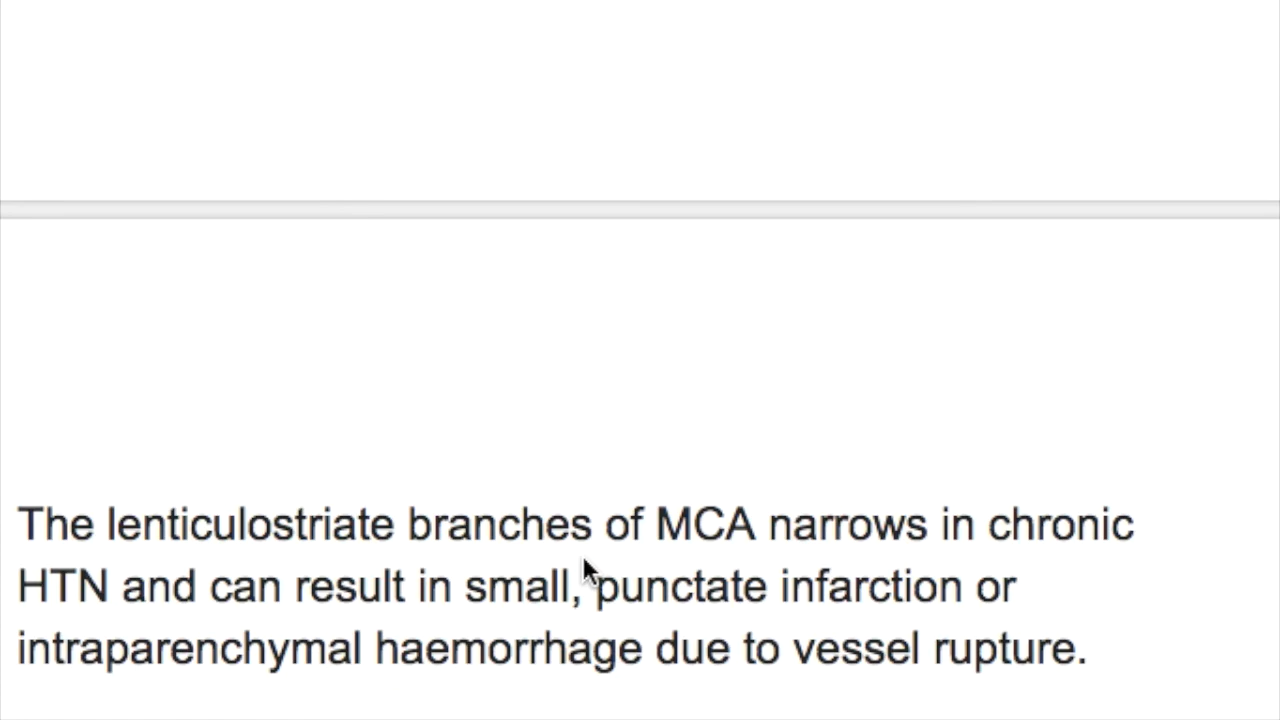 The lenticulostriate branches of MCA narrows in chronic
HTN and can result in small, punctate infarction or
intraparenchymal haemorrhage due to vessel rupture.